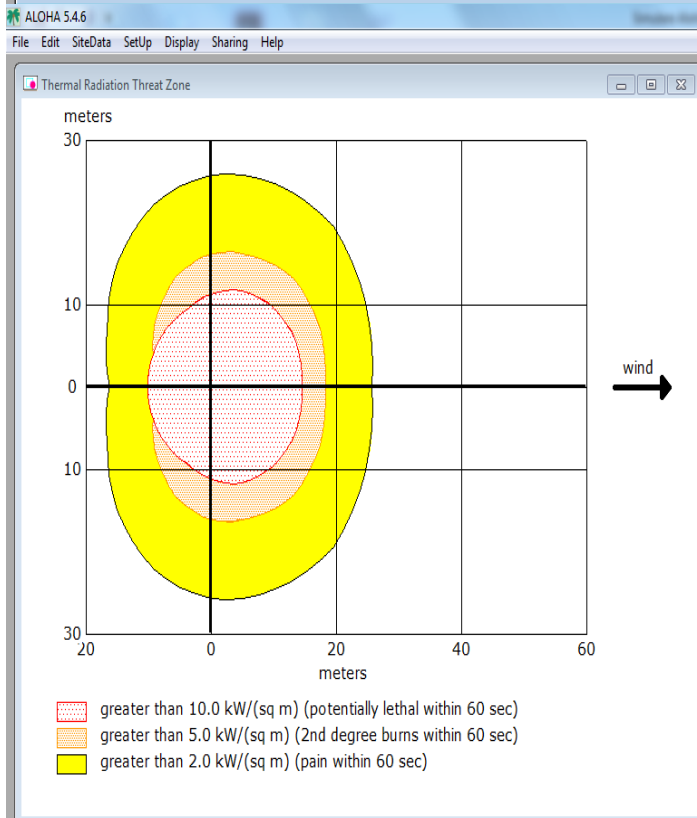 ALOHA 5.4.6
File Edit SiteData SetUp Display Sharing Help
Thermal Radiation Threat Zone
meters
30
10
0
wind
10
30
20 0 20 40 60
meters
greater than 10.0 kW/(sq m) (potentially lethal within 60 sec)
greater than 5.0 kW/(sq m) (2nd degree burns within 60 sec)
greater than 2.0 kW/(sq m) (pain within 60 sec)